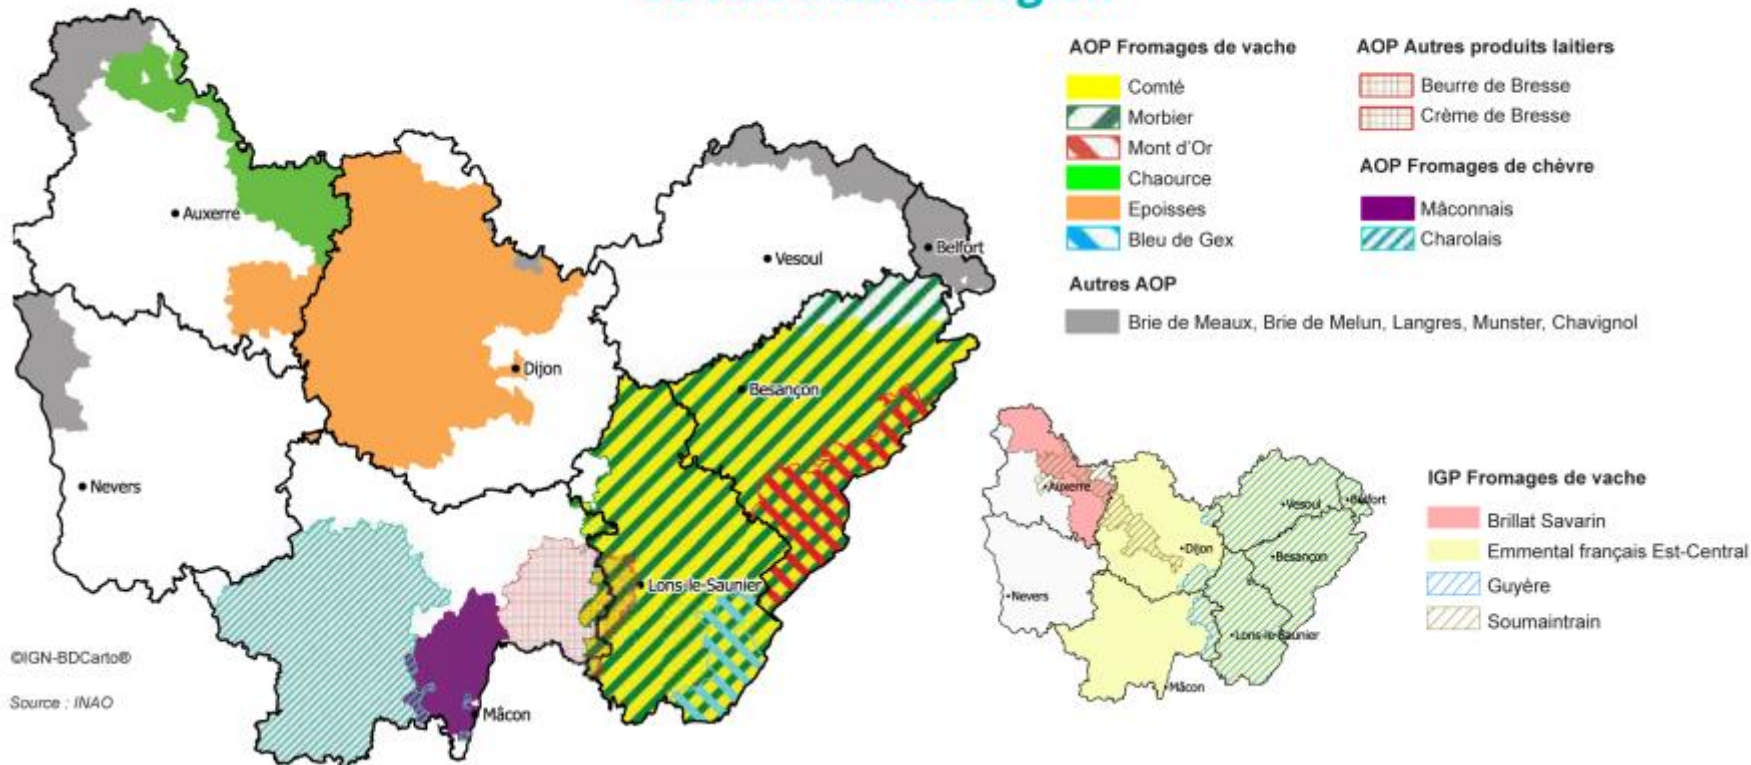 AOP Fromages de vache
Comté
Morbier
Mont d'Or
Chaource
Epoisses
Bleu de Gex
AOP Autres produits laitiers
Beurre de Bresse
Crème de Bresse
AOP Fromages de chévre
Mâconnais
Charolais
Autres AOP
Brie de Meaux, Brie de Melun, Langres, Munster, Chavignol
Auxerre
Vesoul
Belfort
Dijon
Besançon
Nevers
Lons-le-Saunier
Mâcon
©IGN-BDCarto®
Source : INAO
Auxerre
Vesoul
Belfort
Dijon
Besançon
Nevers
Lons-le-Saunier
Mâcon
IGP Fromages de vache
Brillat Savarin
Emmental français Est-Central
Guyère
Soumaintrain